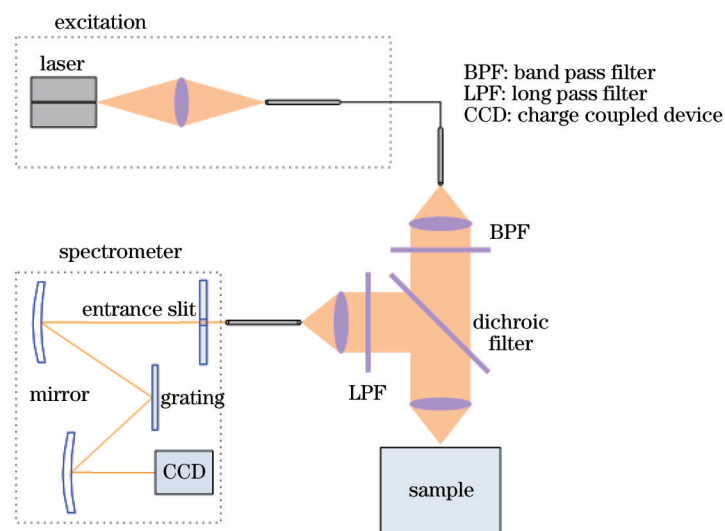 excitation
laser
BPF: band pass filter
LPF: long pass filter
CCD: charge coupled device
BPF
spectrometer
entrance slit
dichroic
filter
LPF
mirror
grating
CCD
sample